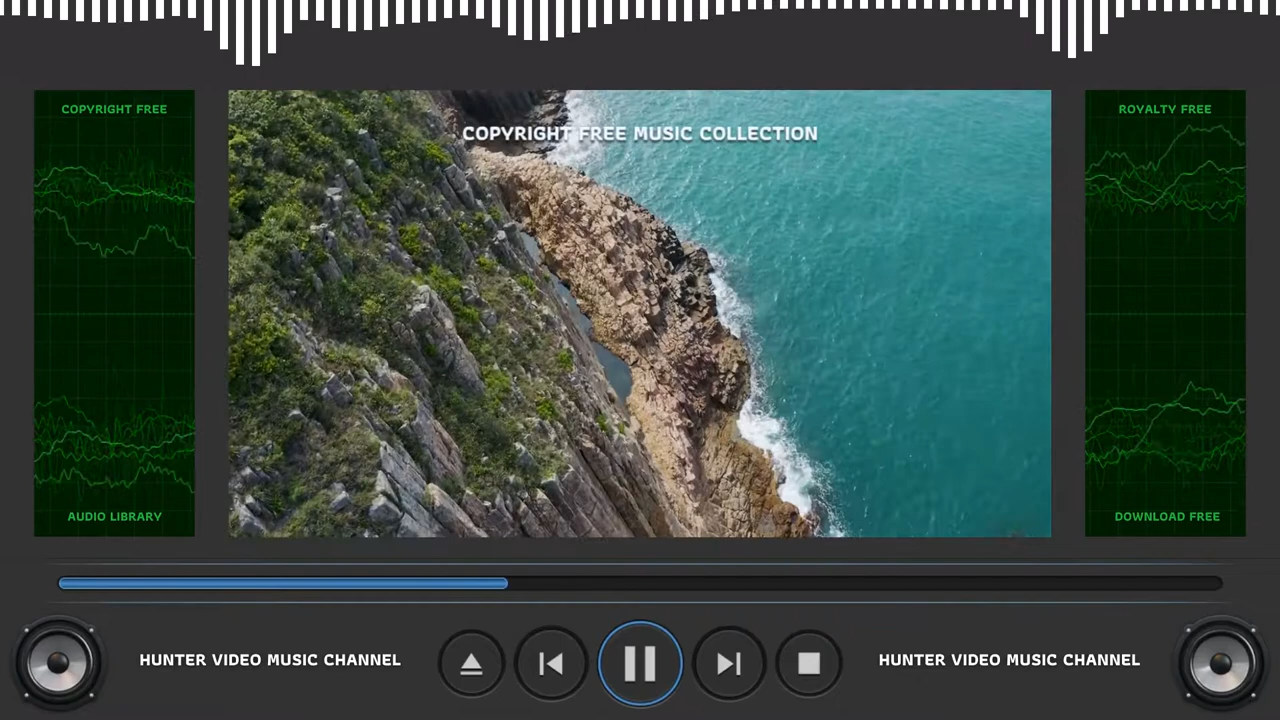 COPYRIGHT FREE
ROYALTY FREE
COPYRIGHT FREE MUSIC COLLECTION
AUDIO LIBRARY
DOWNLOAD FREE
HUNTER VIDEO MUSIC CHANNEL
HUNTER VIDEO MUSIC CHANNEL